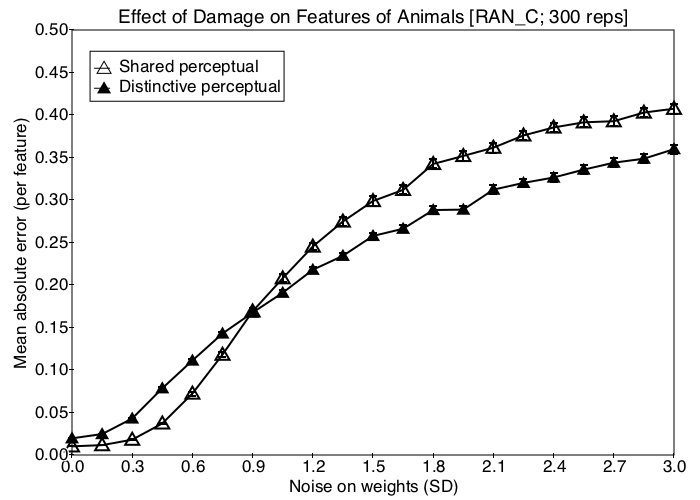 Effect of Damage on Features of Animals [RAN_C; 300 reps]
0.50
0.45
Shared perceptual
Distinctive perceptual
0.40
0.35
0.30
0.25
0.20
0.15
0.10
0.05
0.00
Mean absolute error (per feature)
0.0 0.3 0.6 0.9 1.2 1.5 1.8 2.1 2.4 2.7 3.0
Noise on weights (SD)